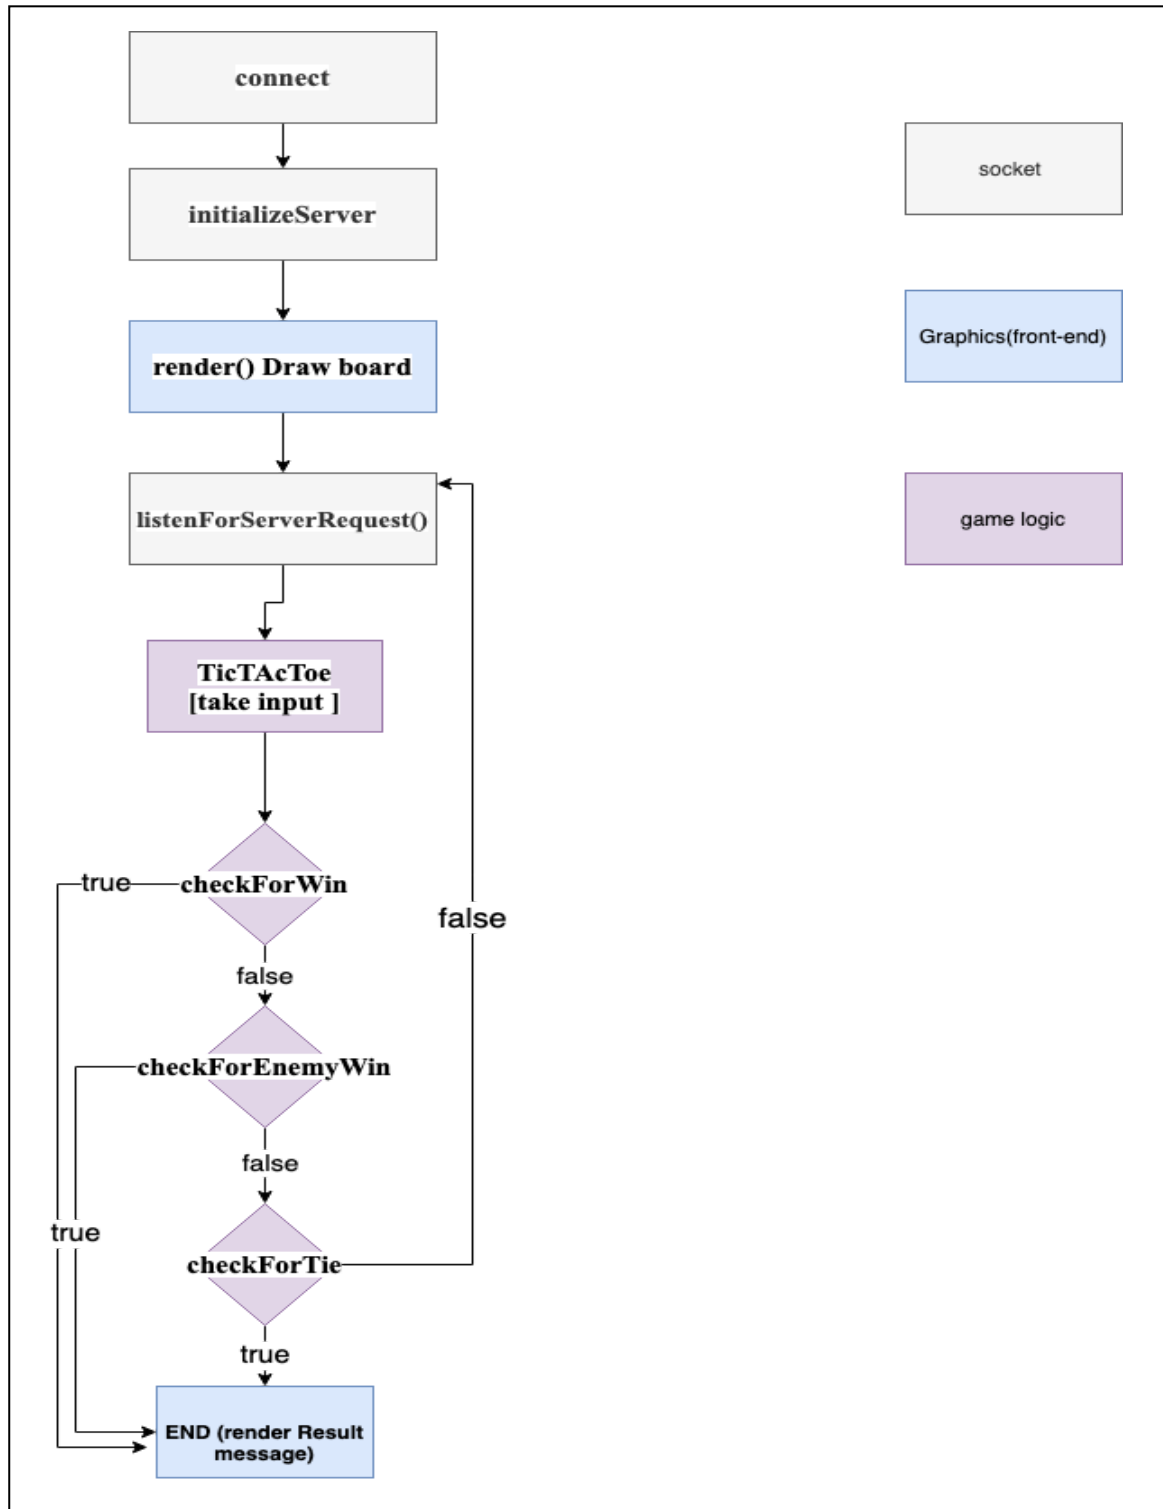 connect
initializeServer
render() Draw board
listenForServerRequest()
TicTAcToe
[take input ]
checkForWin
true
false
false
checkForEnemyWin
true
false
checkForTie
true
END (render Result
message)
socket
Graphics(front-end)
game logic